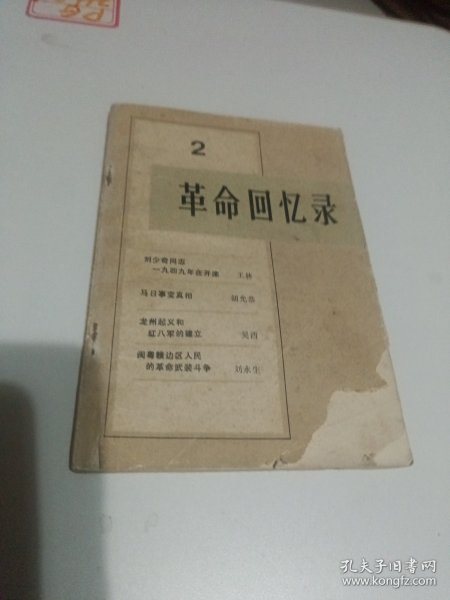 2
革命回忆录
刘少奇同志
一九四九年在开滦 王林
马日事变真相 胡允恭
龙州起义和
红八军的建立 吴西
闽粤赣边区人民
的革命武装斗争 刘永生
孔夫子旧书网
www.kongfz.com